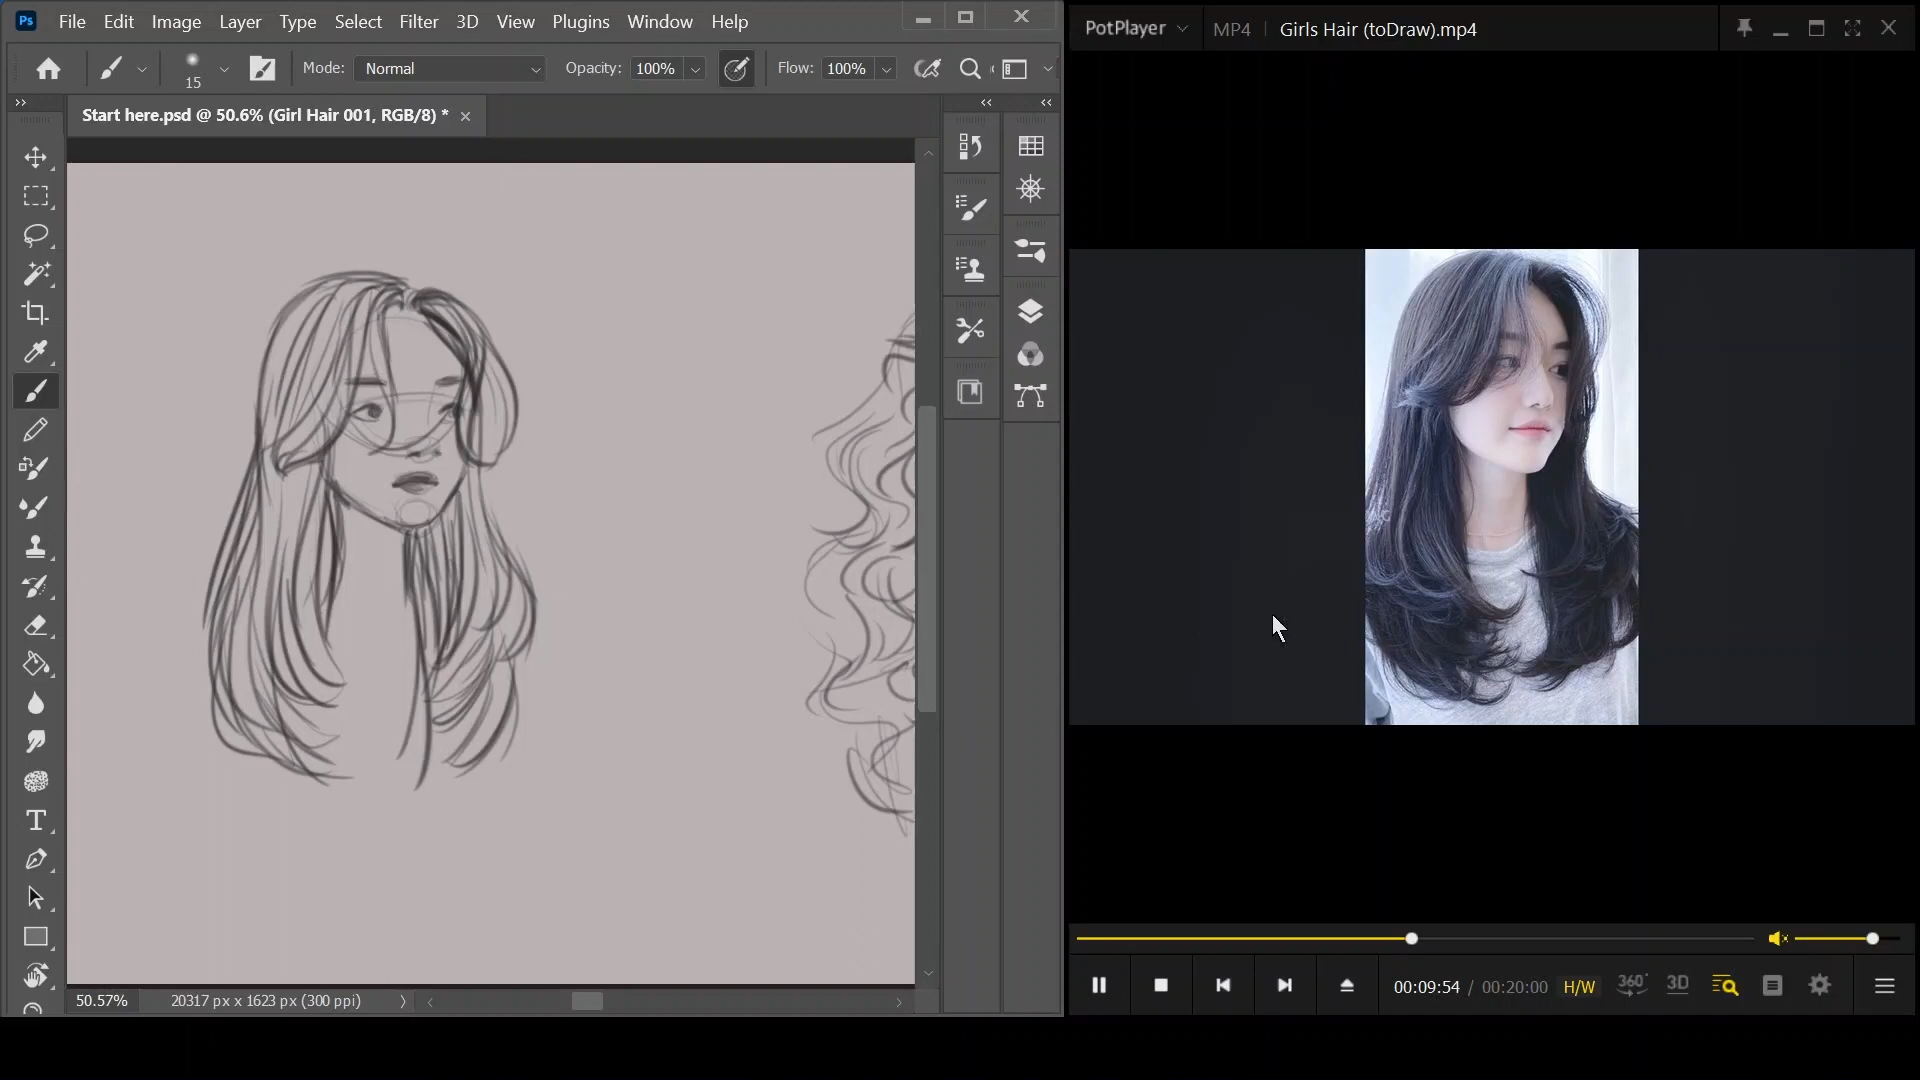 Ps File Edit Image Layer Type Select Filter 3D View Plugins Window Help
15 Mode: Normal Opacity: 100% Flow: 100%
Start here.psd @ 50.6% (Girl Hair 001, RGB/8) *
50.57% 20317 px x 1623 px (300 ppi)
PotPlayer MP4 Girls Hair (toDraw).mp4
00:09:54 / 00:20:00 H/W 360° 3D